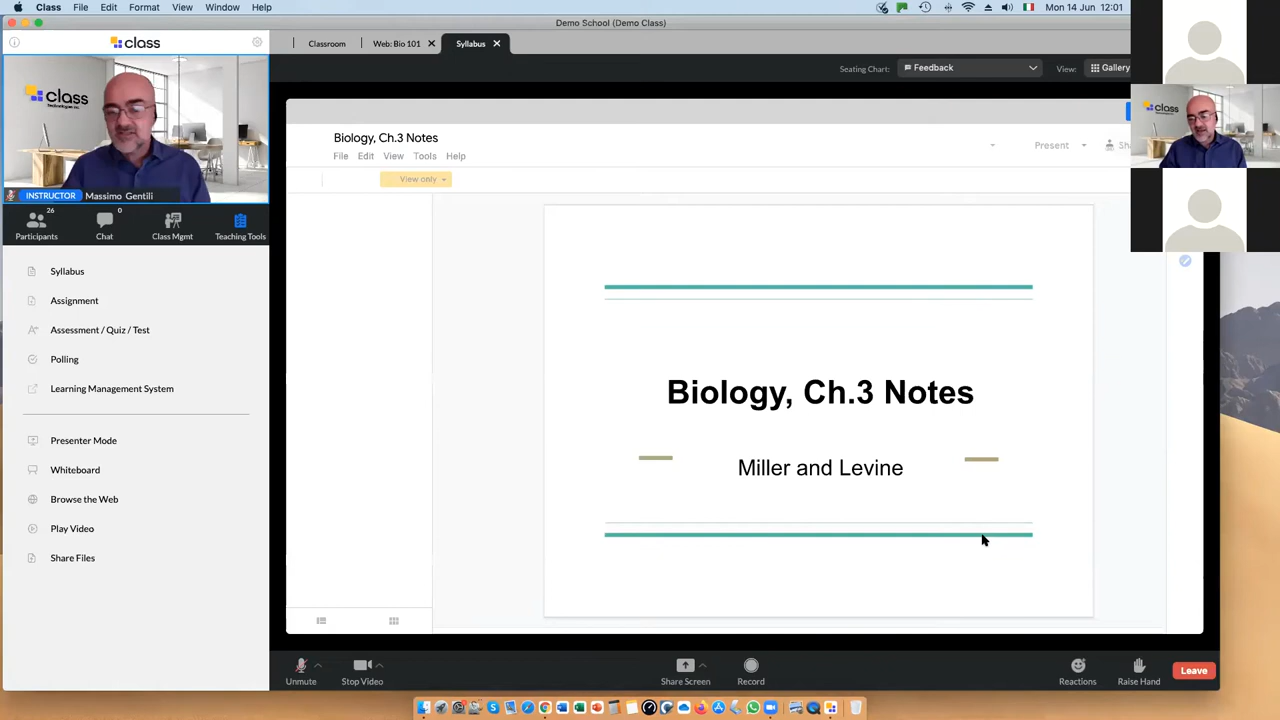 Class File Edit Format View Window Help
Mon 14 Jun 12:01
Demo School (Demo Class)
class
Classroom
Web: Bio 101
Syllabus
Seating Chart:
Feedback
View:
Gallery
class
Technologies Inc.
INSTRUCTOR
Massimo Gentili
26
0
Participants
Chat
Class Mgmt
Teaching Tools
Syllabus
Assignment
Assessment / Quiz / Test
Polling
Learning Management System
Presenter Mode
Whiteboard
Browse the Web
Play Video
Share Files
Biology, Ch.3 Notes
File Edit View Tools Help
Present
View only
Biology, Ch.3 Notes
Miller and Levine
class
Unmute
Stop Video
Share Screen
Record
Reactions
Raise Hand
Leave